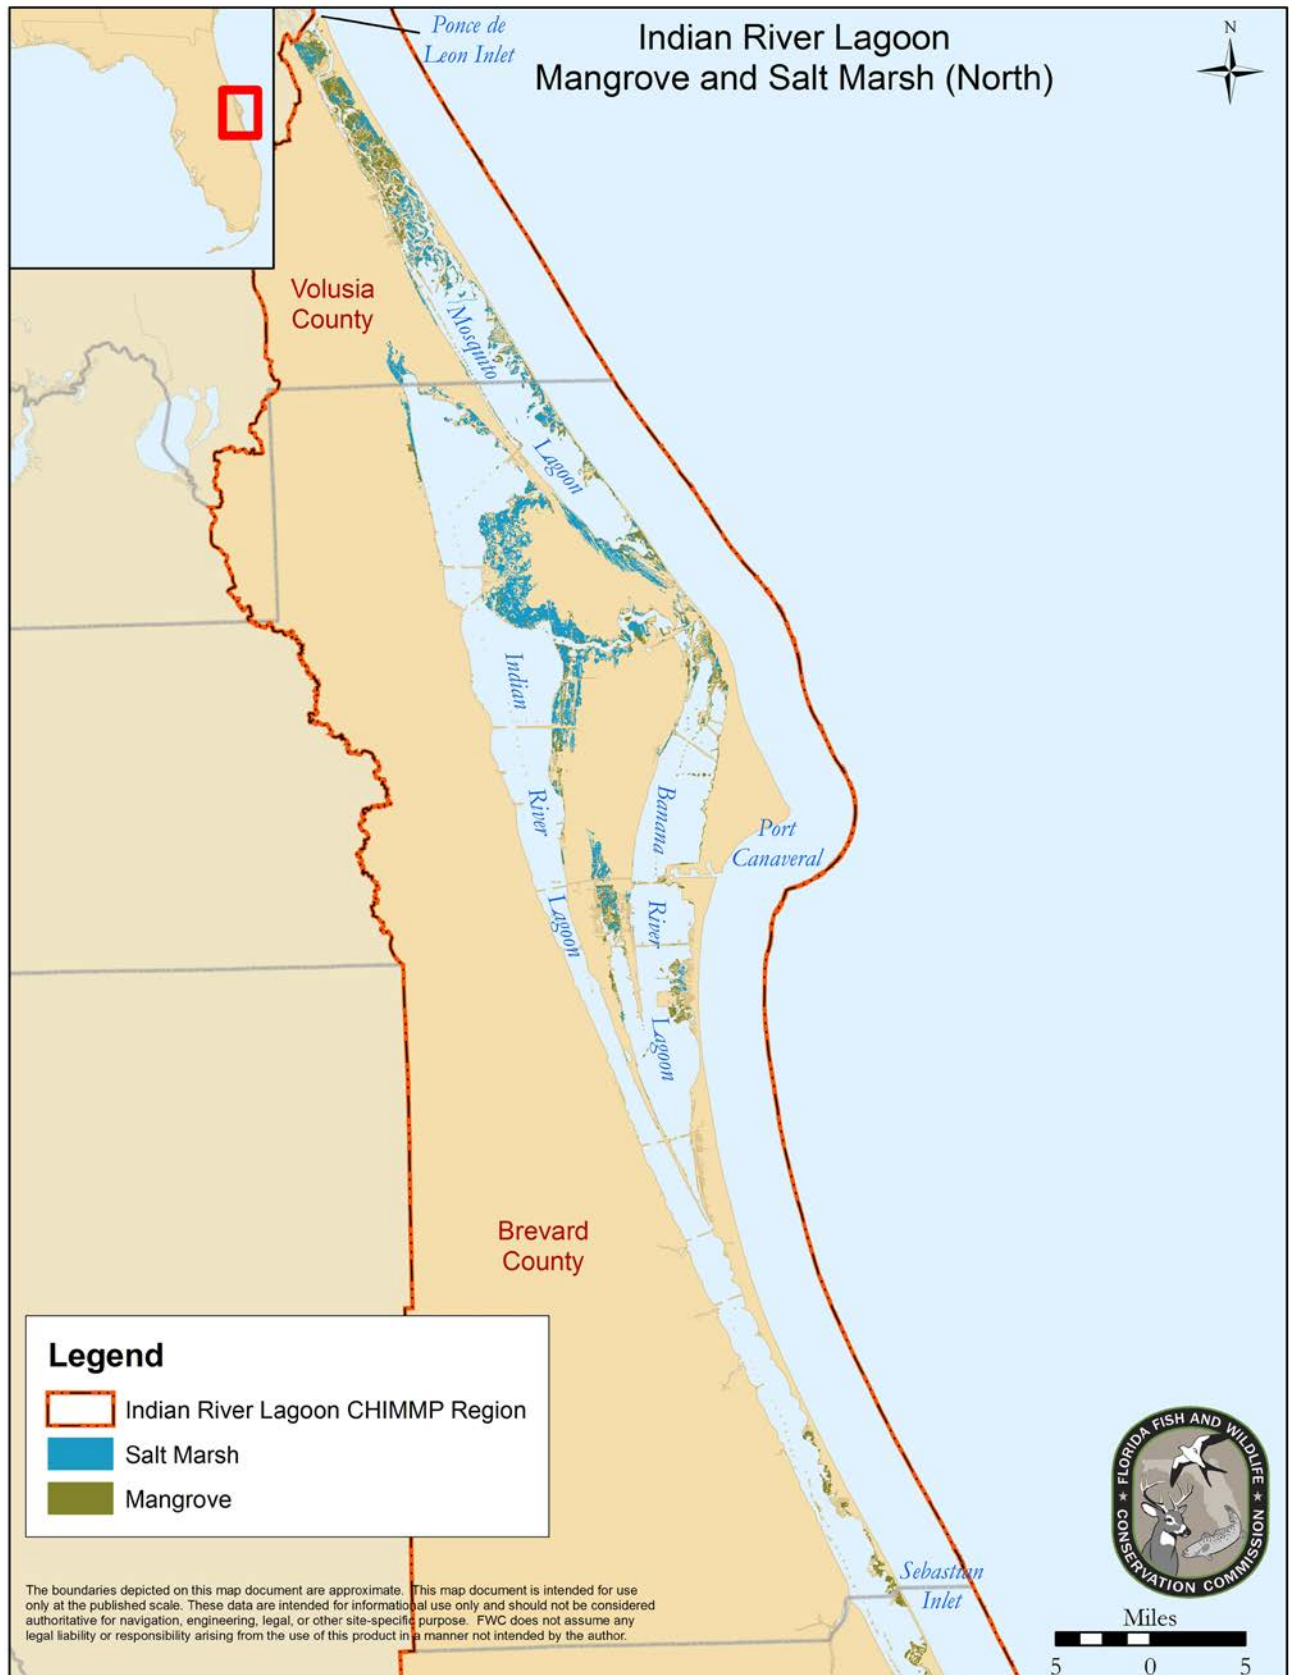 Indian River Lagoon
Mangrove and Salt Marsh (North)
N
Ponce de
Leon Inlet
Volusia
County
Mosquito
Lagoon
Indian
River
Lagoon
Banana
River
Lagoon
Port
Canaveral
Brevard
County
Sebastian
Inlet
Legend
Indian River Lagoon CHIMMP Region
Salt Marsh
Mangrove
The boundaries depicted on this map document are approximate. This map document is intended for use
only at the published scale. These data are intended for informational use only and should not be considered
authoritative for navigation, engineering, legal, or other site-specific purpose. FWC does not assume any
legal liability or responsibility arising from the use of this product in a manner not intended by the author.
FLORIDA FISH AND WILDLIFE
CONSERVATION COMMISSION
Miles
5 0 5